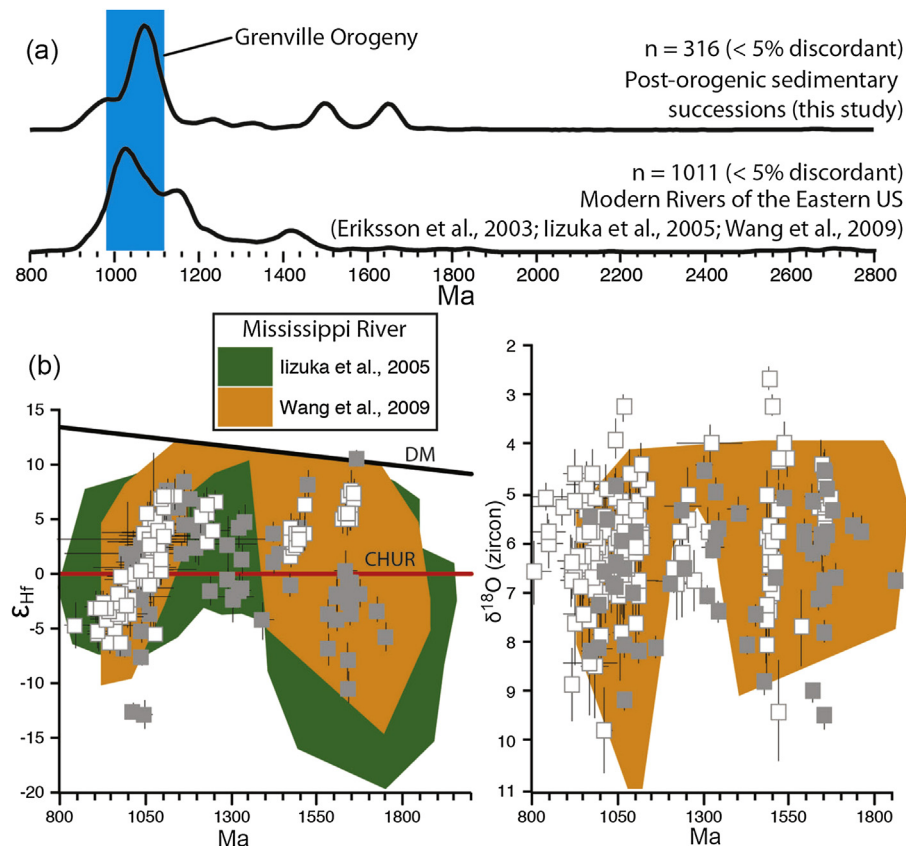 (a)
Grenville Orogeny
n = 316 (< 5% discordant)
Post-orogenic sedimentary
successions (this study)
n = 1011 (< 5% discordant)
Modern Rivers of the Eastern US
(Eriksson et al., 2003; Iizuka et al., 2005; Wang et al., 2009)
800 1000 1200 1400 1600 1800 2000 2200 2400 2600 2800
Ma
(b)
Mississippi River
Iizuka et al., 2005
Wang et al., 2009
15
10
5
0
-5
-10
-15
-20
εHf
DM
CHUR
800 1050 1300 1550 1800
Ma
2
3
4
5
6
7
8
9
10
11
δ18O (zircon)
800 1050 1300 1550 1800
Ma